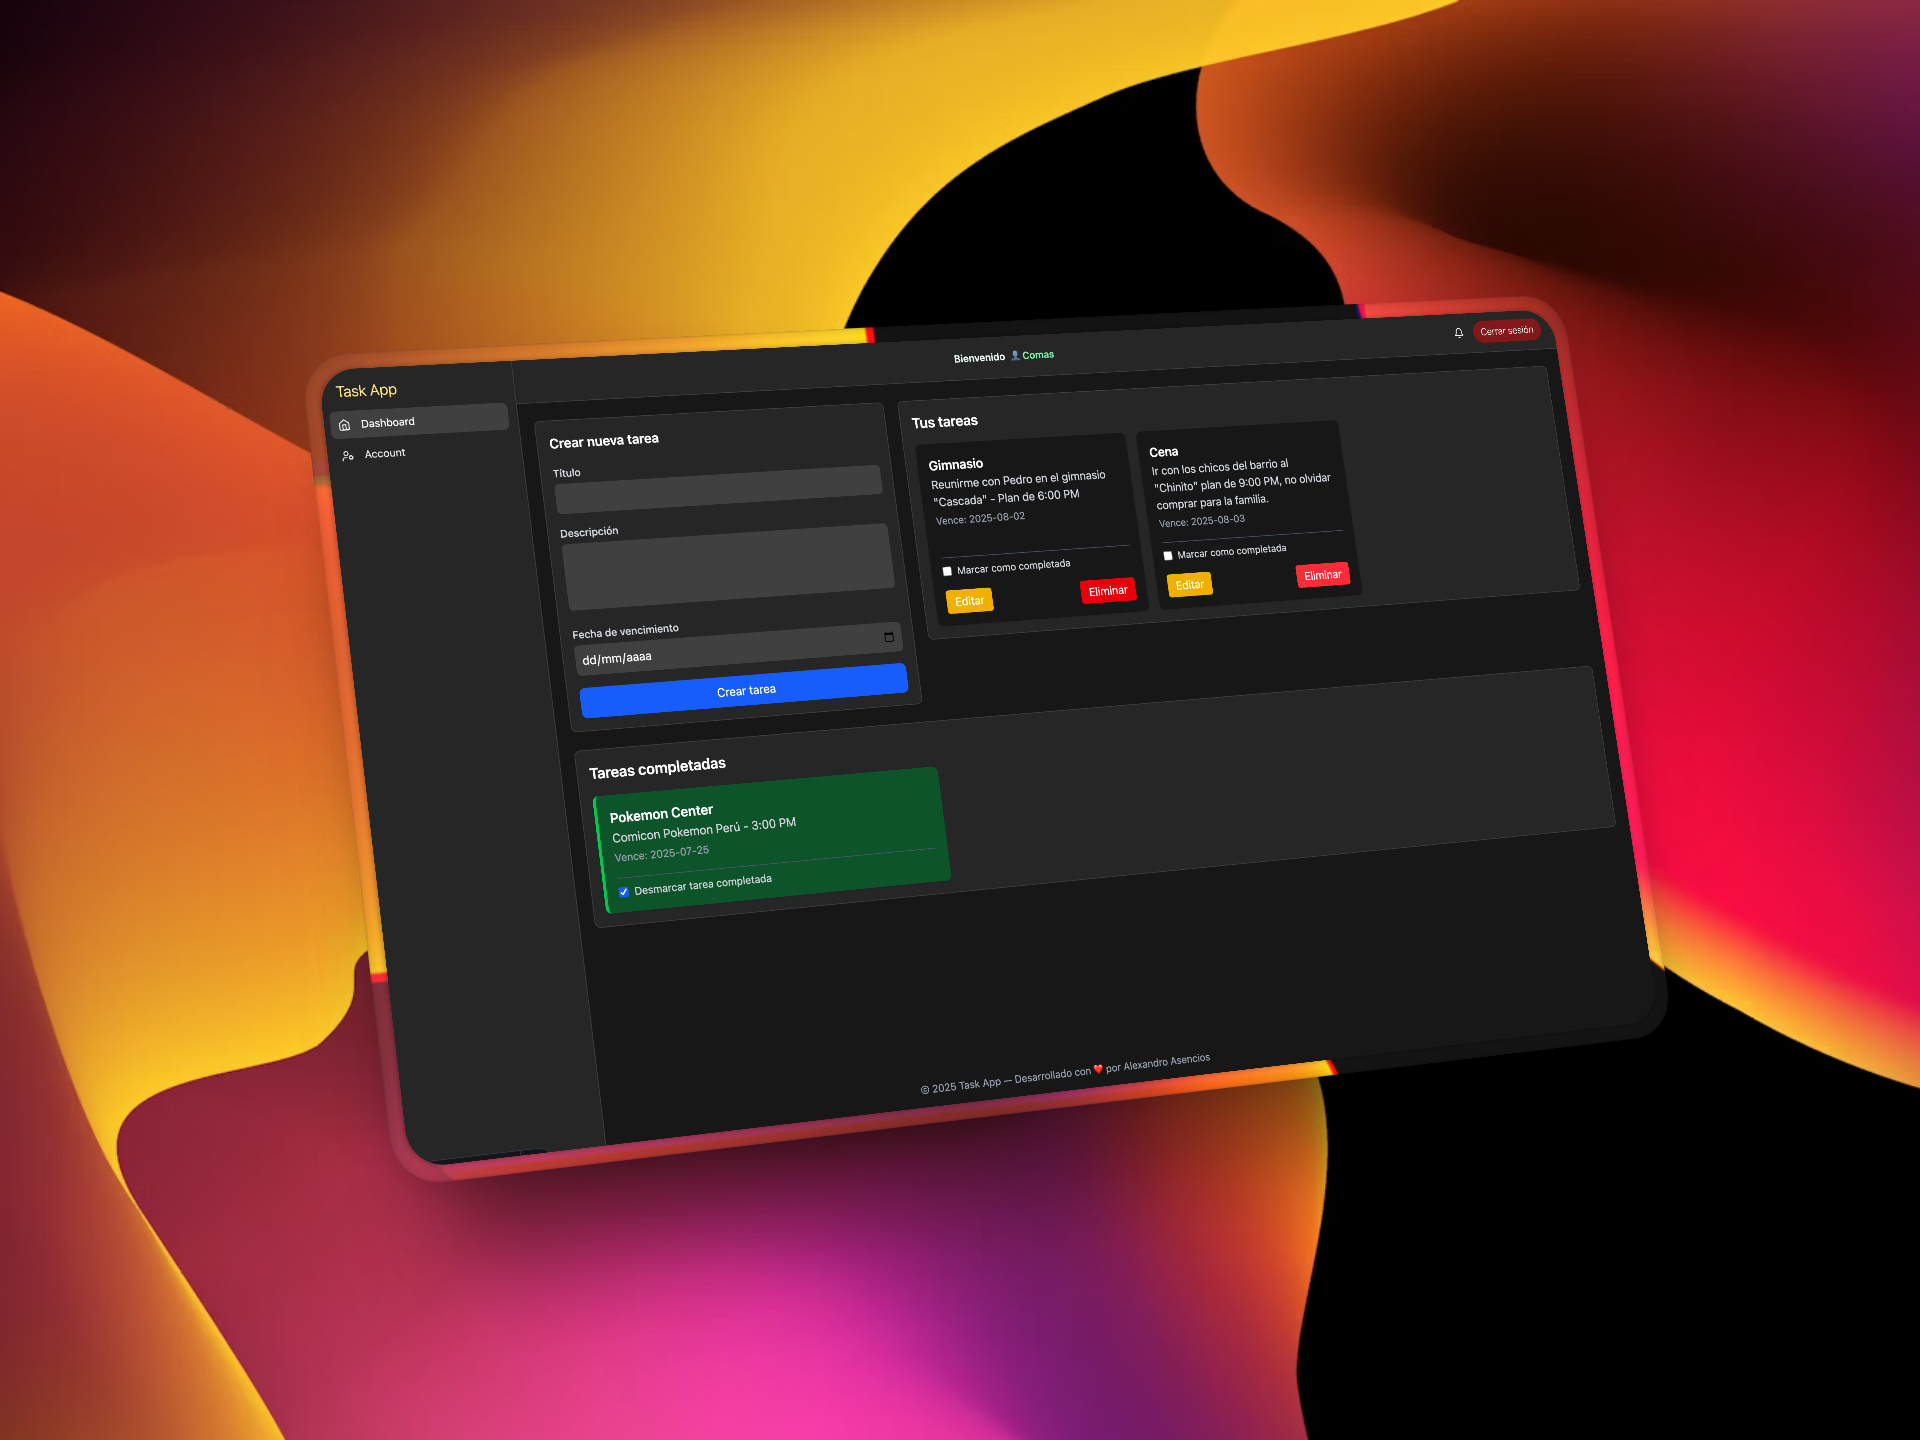 Task App
Dashboard
Account
Bienvenido 👤 Comas
Cerrar sesión
Crear nueva tarea
Título
Descripción
Fecha de vencimiento
dd/mm/aaaa
Crear tarea
Tus tareas
Gimnasio
Reunirme con Pedro en el gimnasio
"Cascada" - Plan de 6:00 PM
Vence: 2025-08-02
Marcar como completada
Editar
Eliminar
Cena
Ir con los chicos del barrio al
"Chinito" plan de 9:00 PM, no olvidar
comprar para la familia.
Vence: 2025-08-03
Marcar como completada
Editar
Eliminar
Tareas completadas
Pokemon Center
Comicon Pokemon Perú - 3:00 PM
Vence: 2025-07-25
Desmarcar tarea completada
© 2025 Task App — Desarrollado con ❤️ por Alexandro Asencios